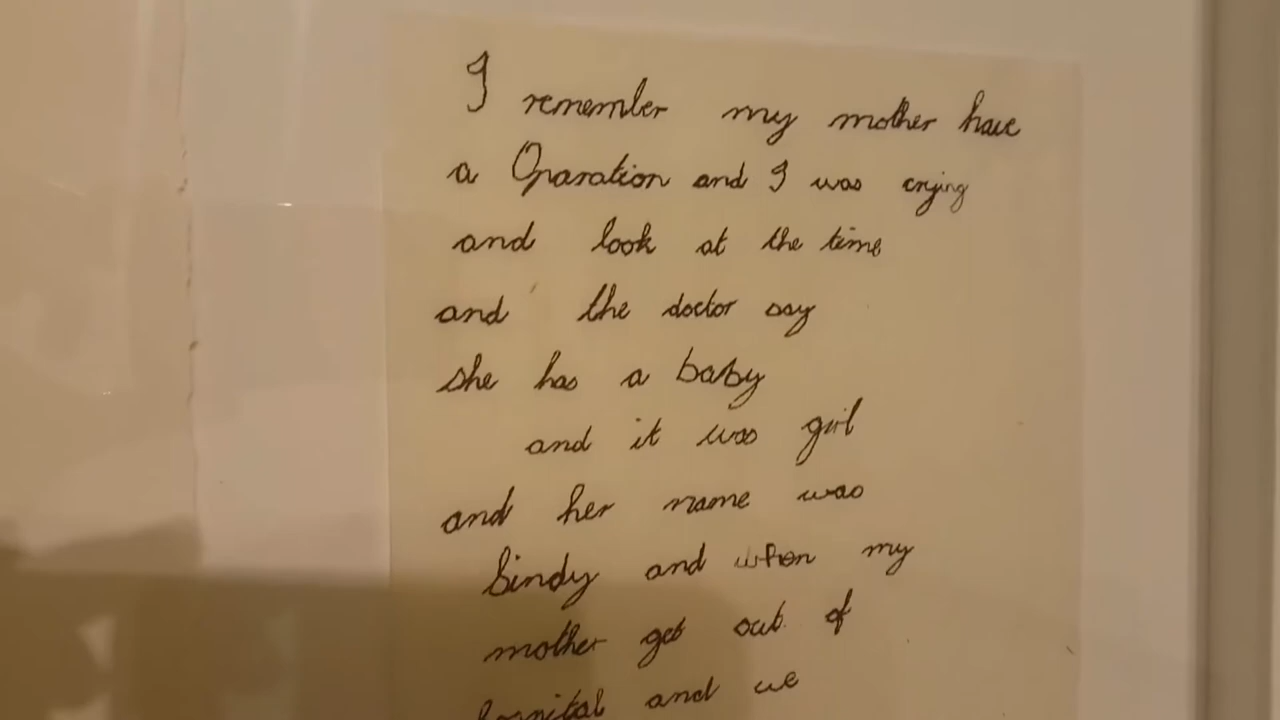 I remember my mother have
a Oparation and I was crying
and look at the time
and the doctor say
she has a baby
and it was girl
and her name was
Sindy and when my
mother get out of
hospital and we